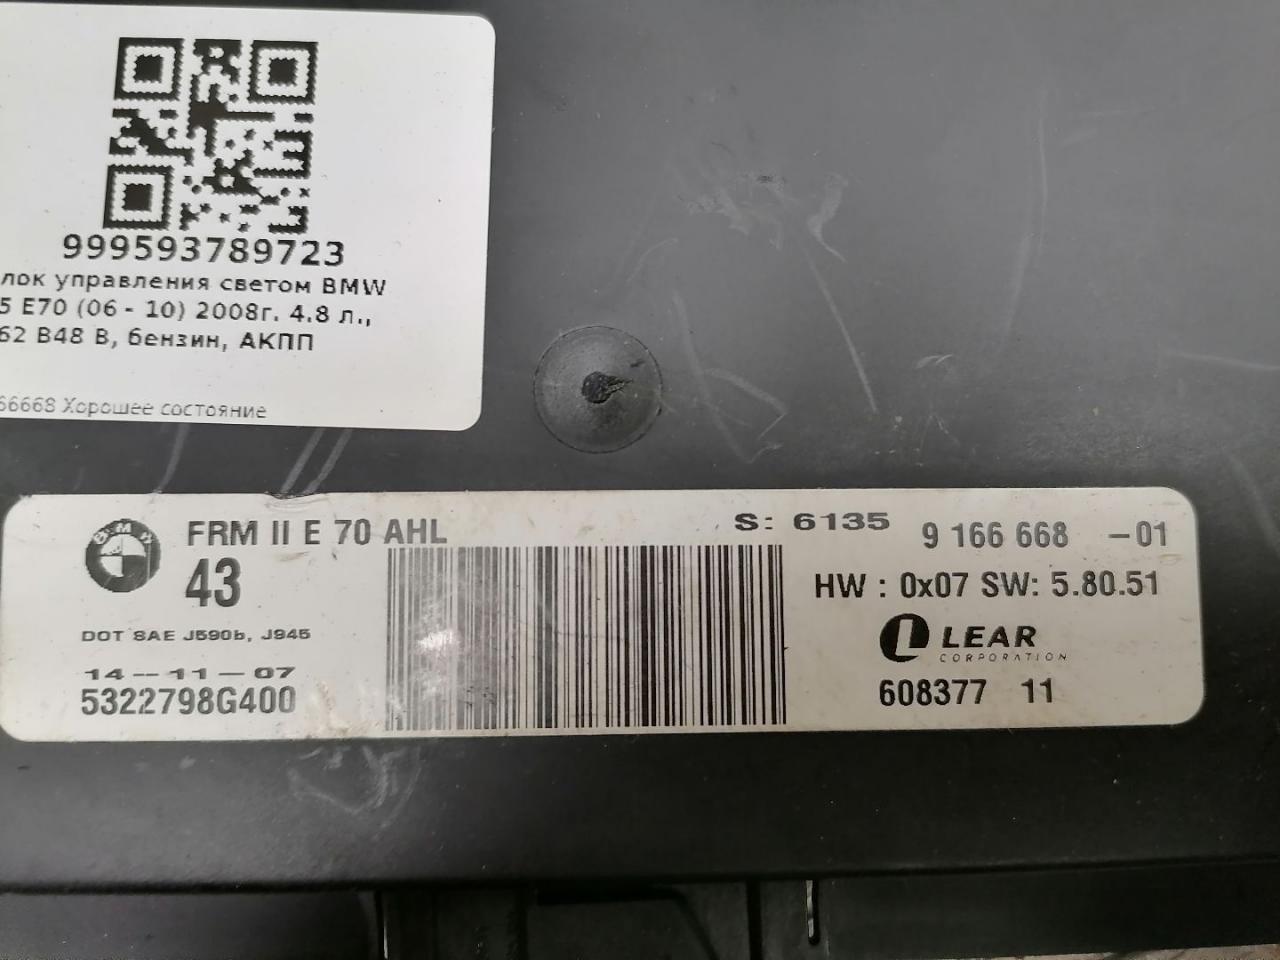 999593789723
лок управления светом BMW
5 E70 (06 - 10) 2008г. 4.8 л.,
62 B48 B, бензин, АКПП
66668 Хорошее состояние
BMW
FRM II E 70 AHL
S: 6135
9 166 668 -01
43
HW : 0x07 SW: 5.80.51
DOT SAE J590b, J945
LEAR
CORPORATION
14-11-07
5322798G400
608377 11